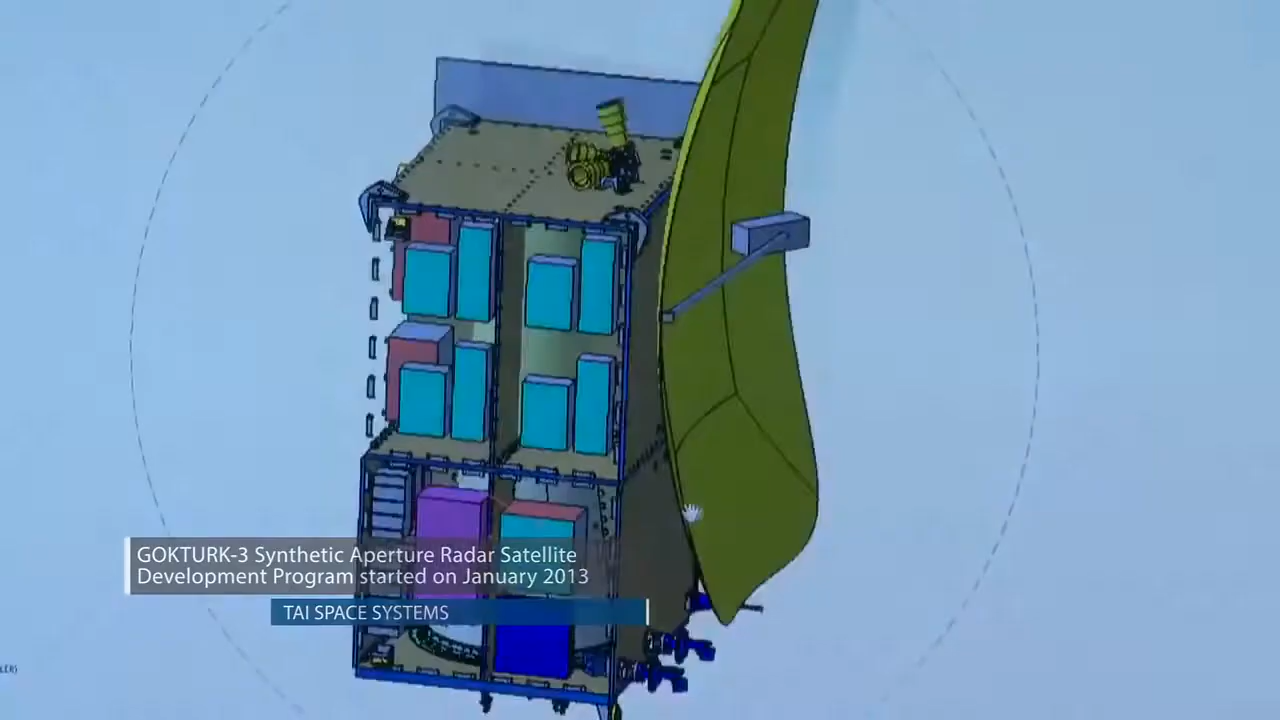 GOKTURK-3 Synthetic Aperture Radar Satellite
Development Program started on January 2013
TAI SPACE SYSTEMS